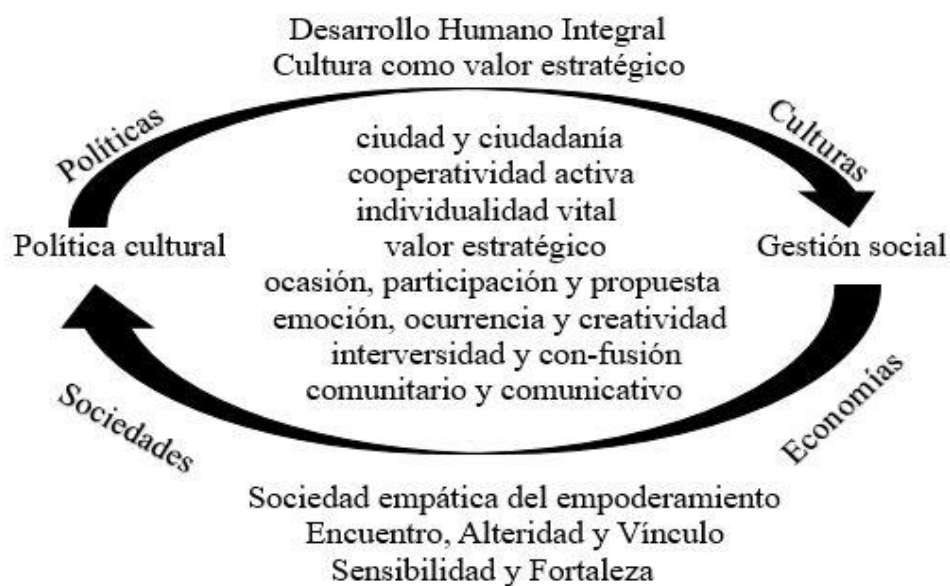 Desarrollo Humano Integral
Cultura como valor estratégico
Políticas
Culturas
ciudad y ciudadanía
cooperatividad activa
individualidad vital
valor estratégico
Política cultural
Gestión social
ocasión, participación y propuesta
emoción, ocurrencia y creatividad
interversidad y con-fusión
comunitario y comunicativo
Sociedades
Economías
Sociedad empática del empoderamiento
Encuentro, Alteridad y Vínculo
Sensibilidad y Fortaleza